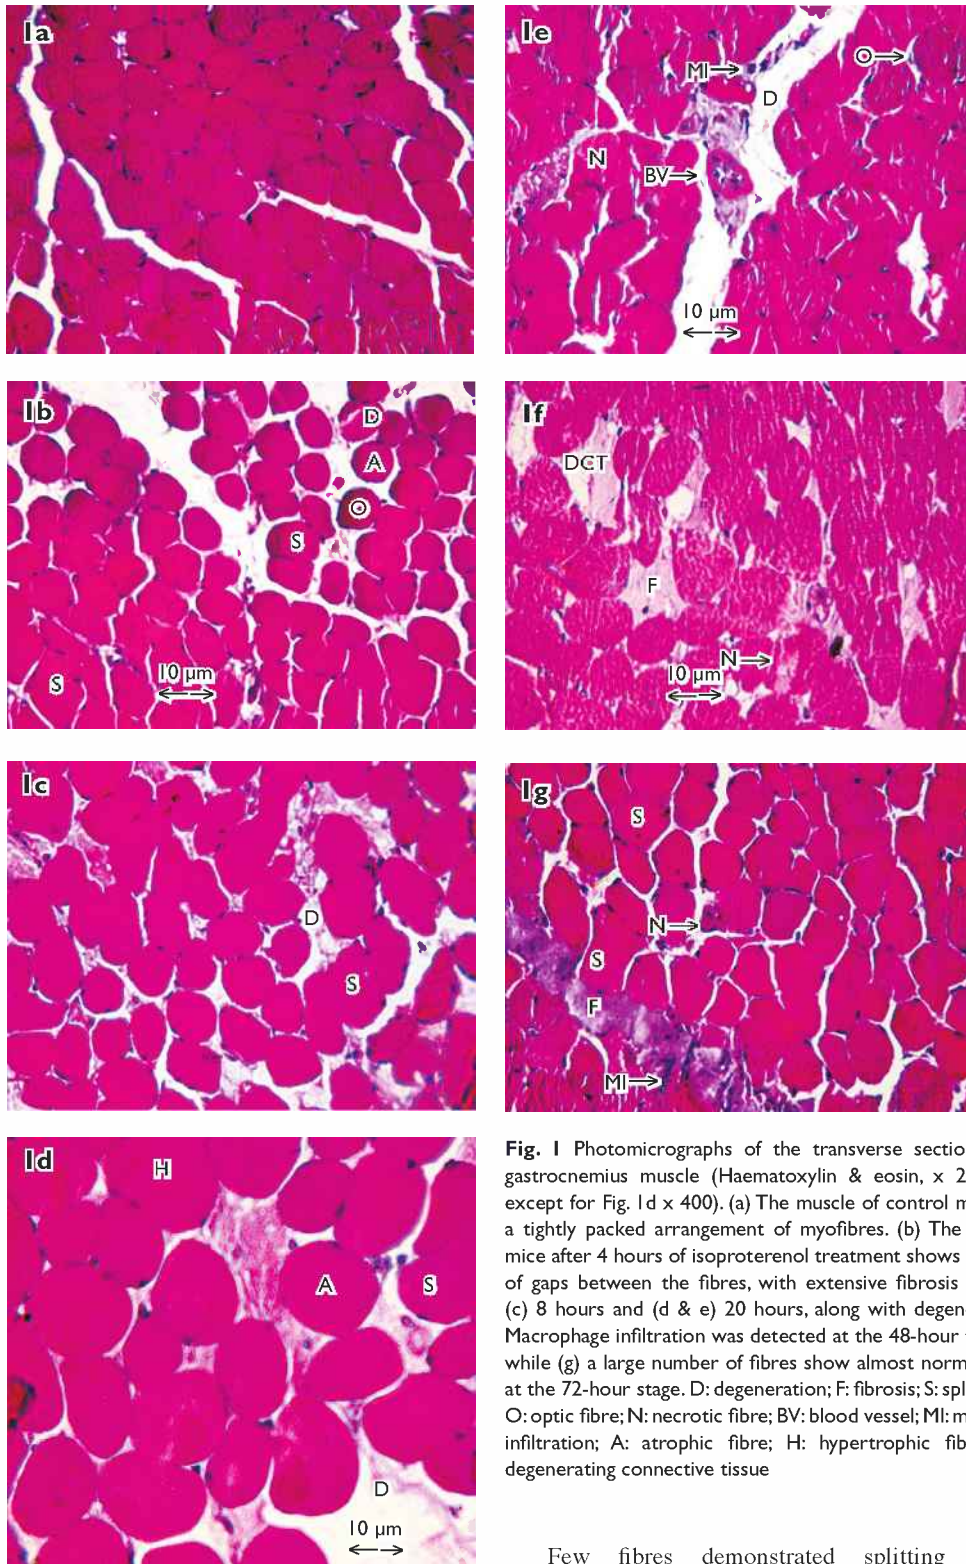 Ia
Ib
D
A
S
S
10 µm
Ic
D
S
Id
H
A
S
D
10 µm
Ie
MI
D
N
BV
10 µm
If
DCT
F
N
10 µm
Ig
S
N
S
F
MI
Fig. I Photomicrographs of the transverse sectio
gastrocnemius muscle (Haematoxylin & eosin, x 2
except for Fig. 1d x 400). (a) The muscle of control m
a tightly packed arrangement of myofibres. (b) The
mice after 4 hours of isoproterenol treatment shows
of gaps between the fibres, with extensive fibrosis
(c) 8 hours and (d & e) 20 hours, along with degen
Macrophage infiltration was detected at the 48-hour
while (g) a large number of fibres show almost norm
at the 72-hour stage. D: degeneration; F: fibrosis; S: spl
O: optic fibre; N: necrotic fibre; BV: blood vessel; MI: m
infiltration; A: atrophic fibre; H: hypertrophic fib
degenerating connective tissue
Few fibres demonstrated splitting